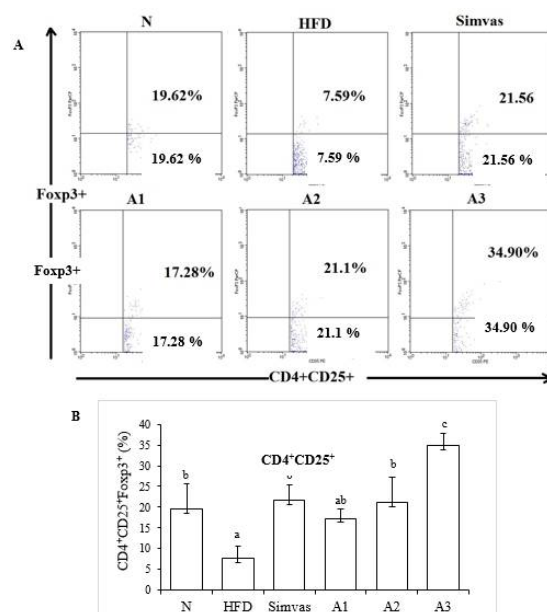 N HFD Simvas
A
19.62% 7.59% 21.56
19.62 % 7.59 % 21.56 %
Foxp3+
A1 A2 A3
Foxp3+
17.28% 21.1% 34.90%
17.28 % 21.1 % 34.90 %
CD4+CD25+
B
CD4+CD25+Foxp3+ (%)
CD4+CD25+
40
35
30
25
20
15
10
5
0
b a c ab b c
N HFD Simvas A1 A2 A3